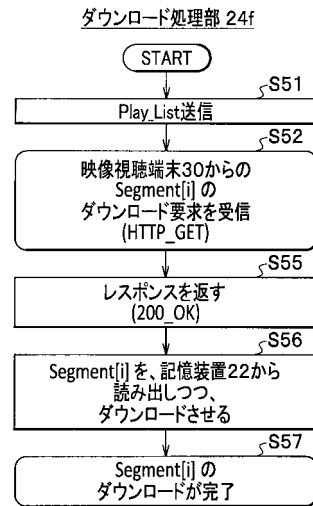 ダウンロード処理部 24f
START
S51
Play_List送信
S52
映像視聴端末30からの
Segment[i] の
ダウンロード要求を受信
(HTTP_GET)
S55
レスポンスを返す
(200_OK)
S56
Segment[i] を、記憶装置22から
読み出しつつ、
ダウンロードさせる
S57
Segment[i] の
ダウンロードが完了